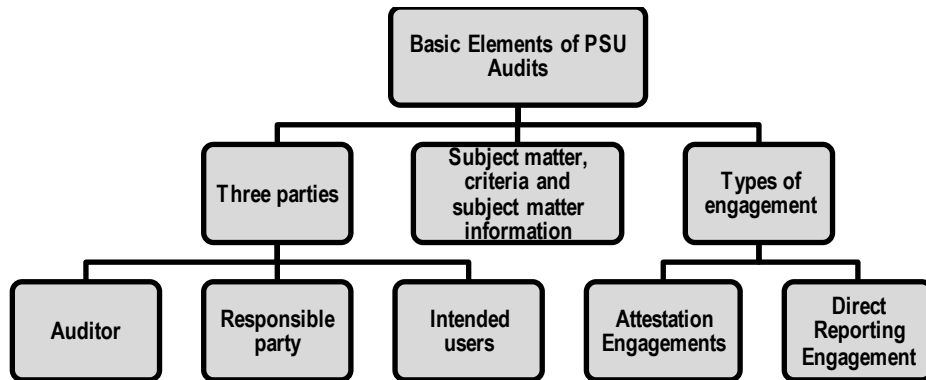 Basic Elements of PSU
Audits
Three parties
Subject matter,
criteria and
subject matter
information
Types of
engagement
Auditor
Responsible
party
Intended
users
Attestation
Engagements
Direct
Reporting
Engagement